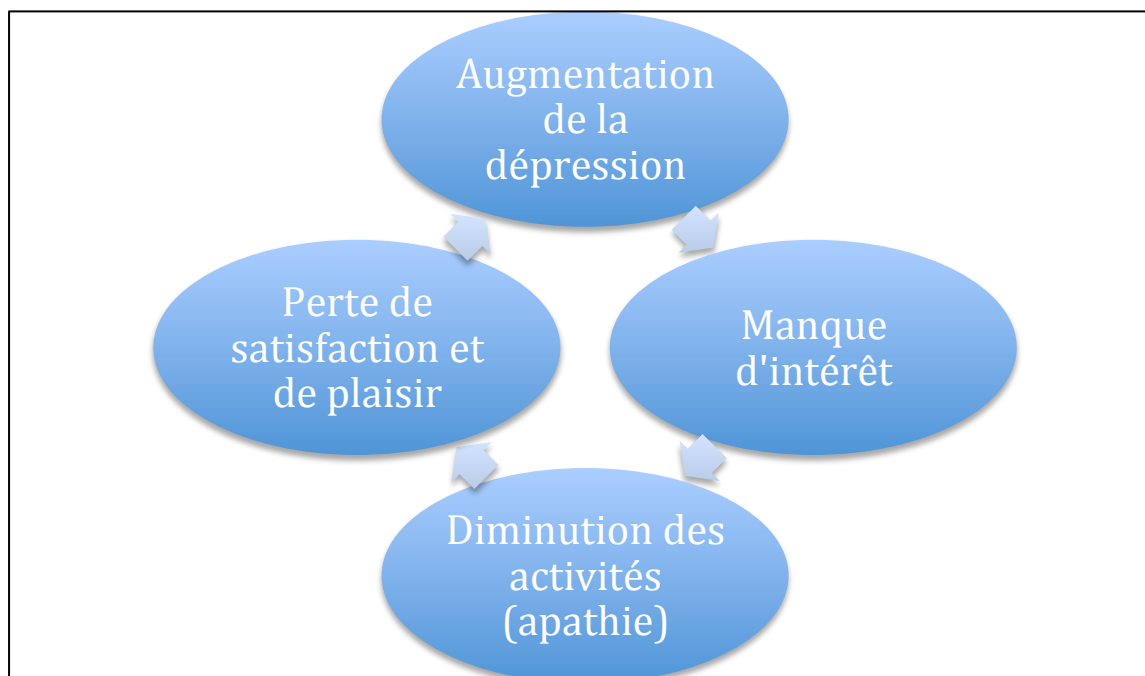 Augmentation
de la
dépression
Perte de
satisfaction et
de plaisir
Manque
d'intérêt
Diminution des
activités
(apathie)